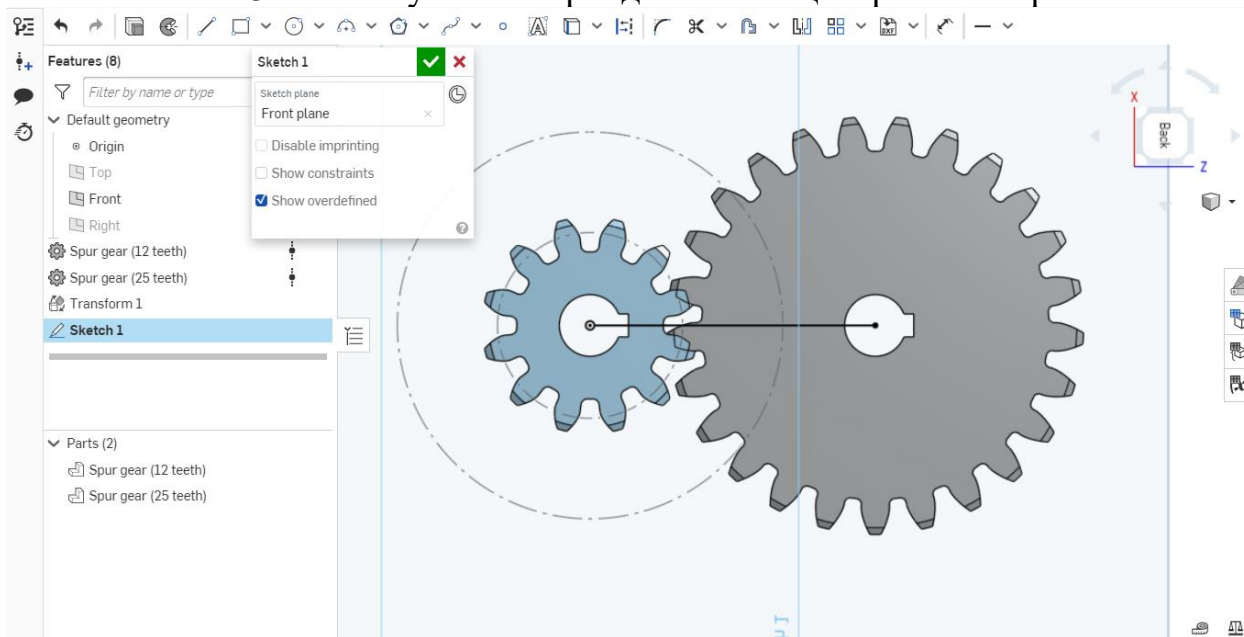 Features (8)
Sketch 1
Filter by name or type
Sketch plane
Front plane
Default geometry
Origin
Disable imprinting
Top
Show constraints
Front
Show overdefined
Right
Spur gear (12 teeth)
Spur gear (25 teeth)
Transform 1
Sketch 1
Parts (2)
Spur gear (12 teeth)
Spur gear (25 teeth)
X
Back
Z
DXF
A